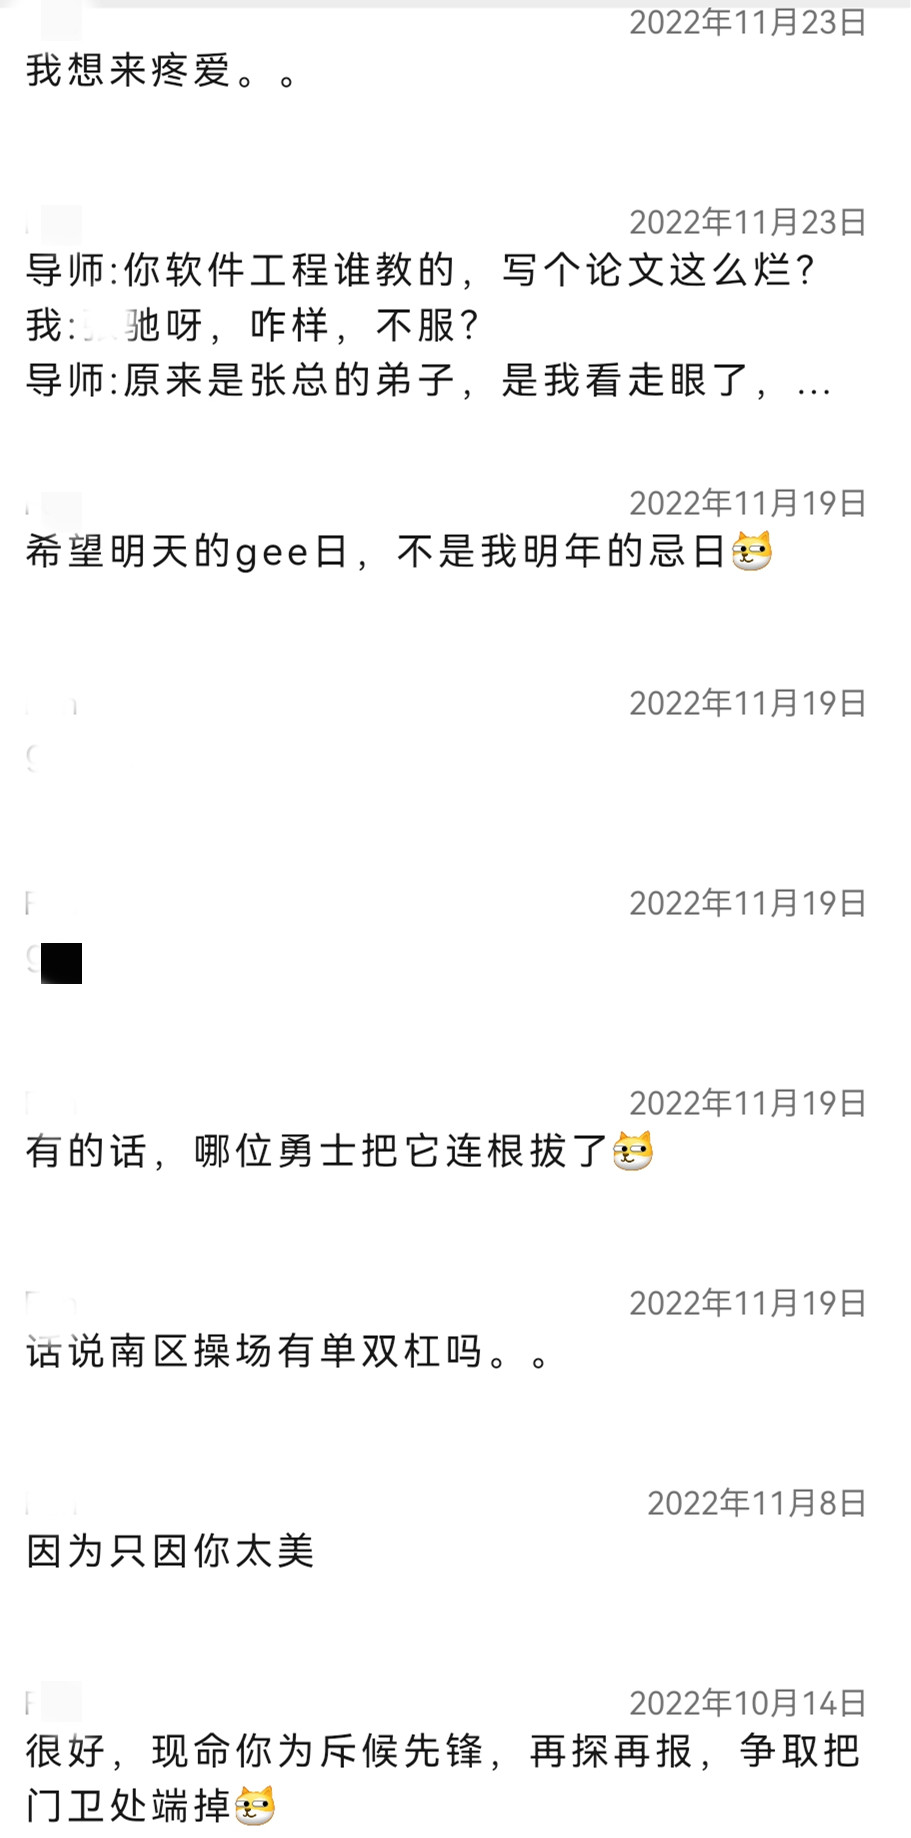 2022年11月23日
我想来疼爱。。
2022年11月23日
导师:你软件工程谁教的，写个论文这么烂？
我: 驰呀，咋样，不服？
导师:原来是张总的弟子，是我看走眼了，…
2022年11月19日
希望明天的gee日，不是我明年的忌日
2022年11月19日
2022年11月19日
2022年11月19日
有的话，哪位勇士把它连根拔了
2022年11月19日
话说南区操场有单双杠吗。。
2022年11月8日
因为只因你太美
2022年10月14日
很好，现命你为斥候先锋，再探再报，争取把
门卫处端掉